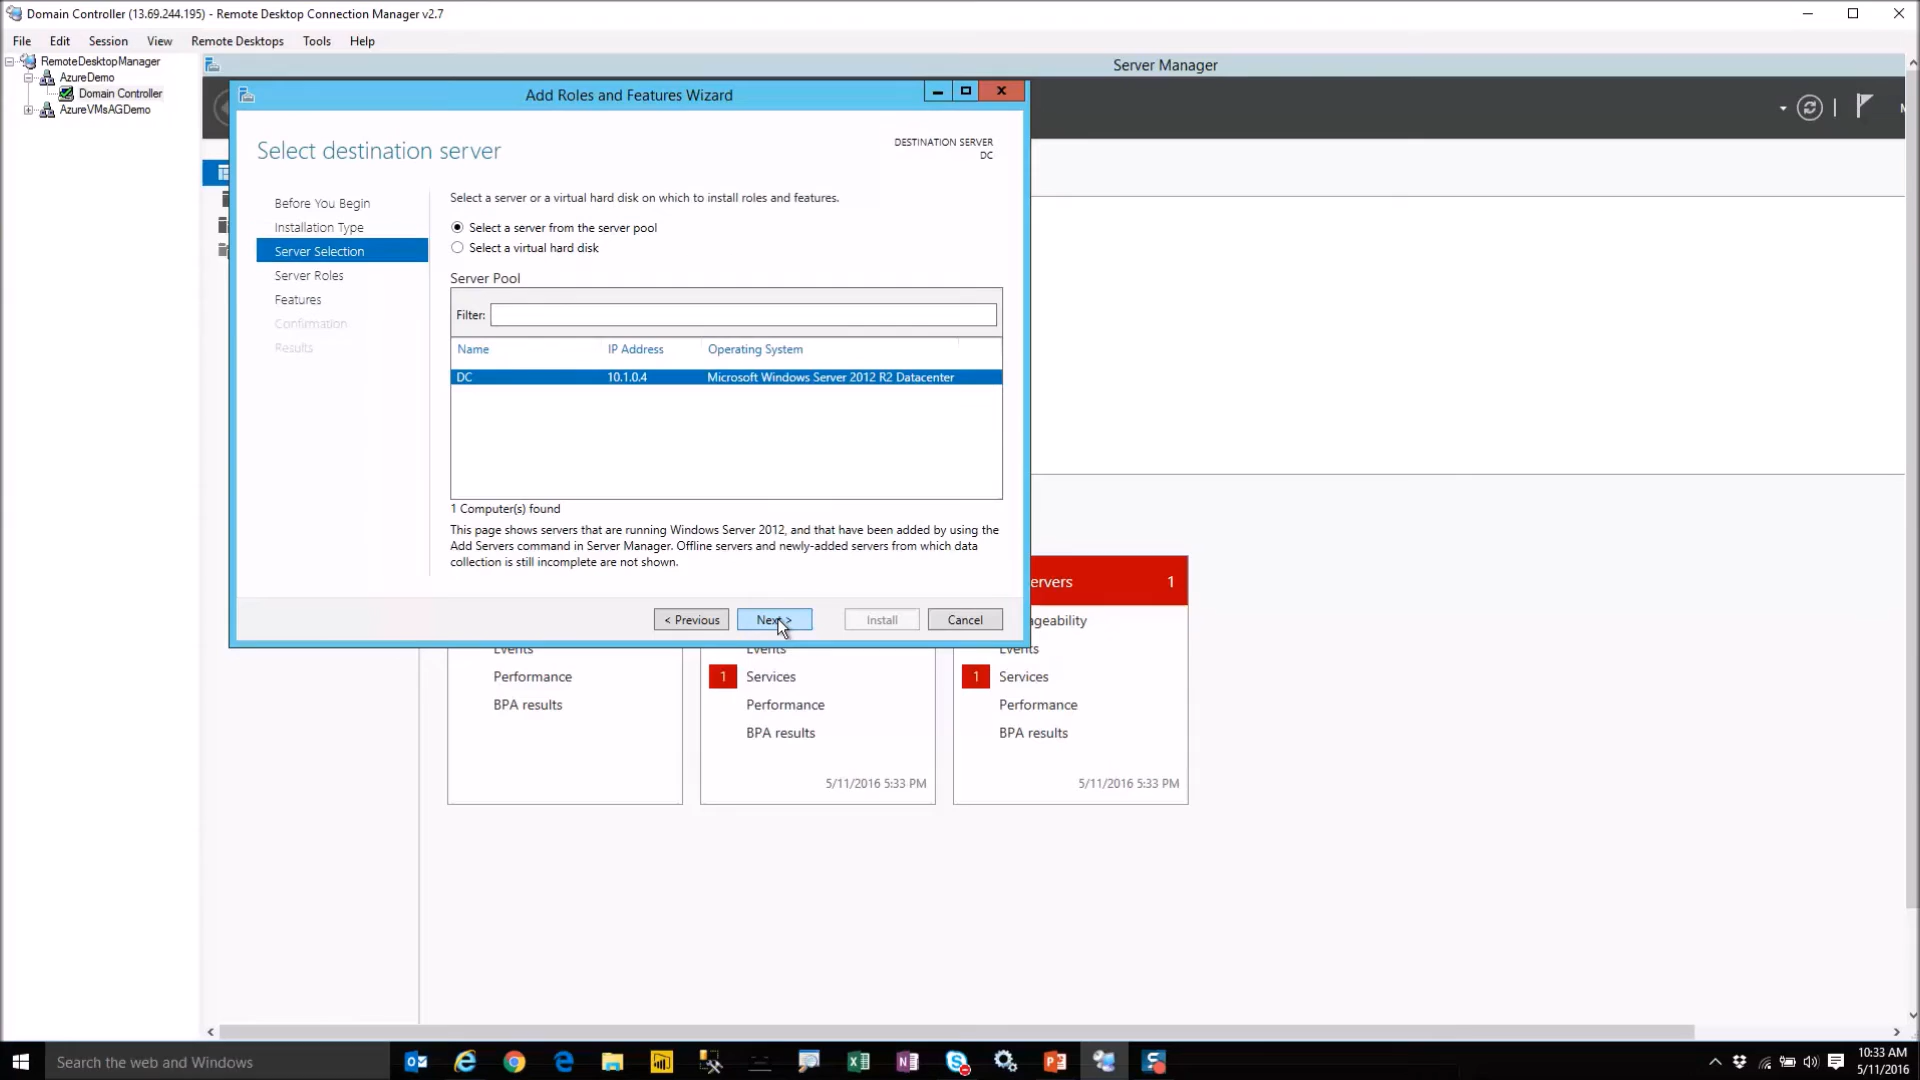 Domain Controller (13.69.244.195) - Remote Desktop Connection Manager v2.7
File Edit Session View Remote Desktops Tools Help
RemoteDesktopManager
AzureDemo
Domain Controller
AzureVMsAGDemo
Server Manager
Add Roles and Features Wizard
Select destination server
DESTINATION SERVER
DC
Before You Begin
Installation Type
Server Selection
Server Roles
Features
Confirmation
Results
Select a server or a virtual hard disk on which to install roles and features.
Select a server from the server pool
Select a virtual hard disk
Server Pool
Filter:
Name IP Address Operating System
DC 10.1.0.4 Microsoft Windows Server 2012 R2 Datacenter
1 Computer(s) found
This page shows servers that are running Windows Server 2012, and that have been added by using the
Add Servers command in Server Manager. Offline servers and newly-added servers from which data
collection is still incomplete are not shown.
< Previous Next > Install Cancel
ervers 1
geability
Events Events Events
Performance 1 Services 1 Services
BPA results Performance Performance
BPA results BPA results
5/11/2016 5:33 PM 5/11/2016 5:33 PM
Search the web and Windows
10:33 AM
5/11/2016